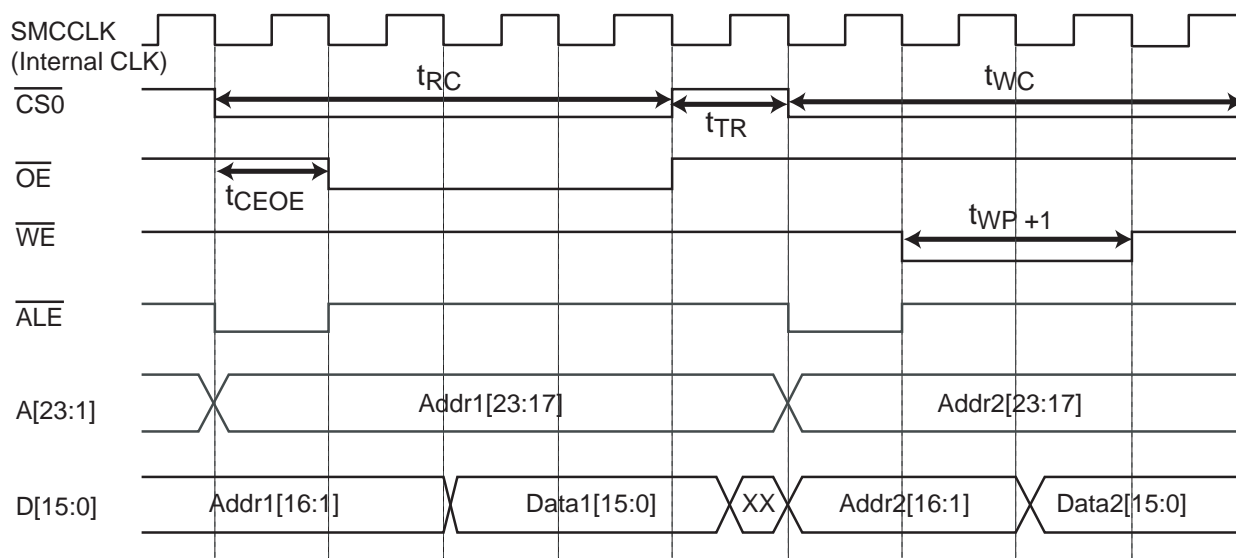 SMCCLK
(Internal CLK)
tRC
tWC
CS0
tTR
OE
tCEOE
tWP +1
WE
ALE
A[23:1]
Addr1[23:17]
Addr2[23:17]
D[15:0]
Addr1[16:1]
Data1[15:0]
XX
Addr2[16:1]
Data2[15:0]